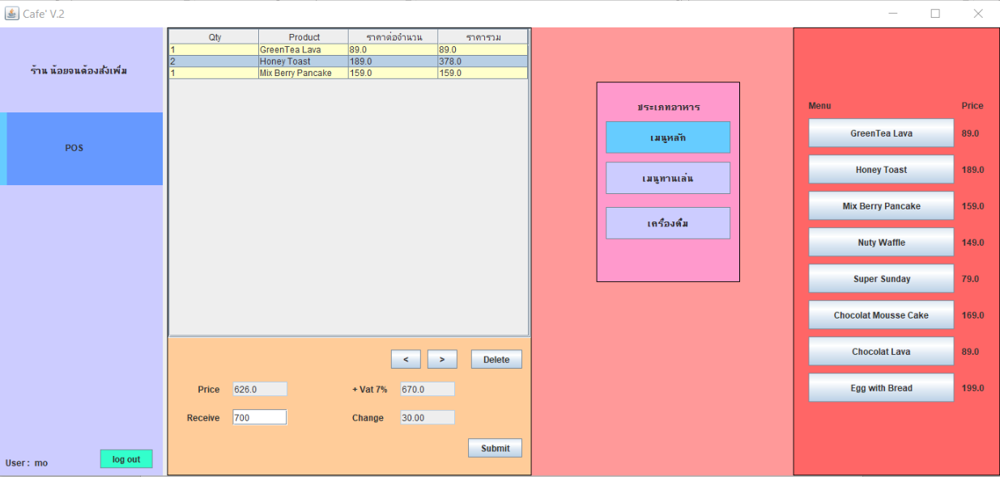 Cafe' V.2
ร้าน น้อยจนต้องสั่งเพิ่ม
POS
User : mo
log out
Qty Product ราคาต่อจำนวน ราคารวม
1 GreenTea Lava 89.0 89.0
2 Honey Toast 189.0 378.0
1 Mix Berry Pancake 159.0 159.0
< > Delete
Price 626.0 + Vat 7% 670.0
Receive 700 Change 30.00
Submit
ประเภทอาหาร
เมนูหลัก
เมนูทานเล่น
เครื่องดื่ม
Menu Price
GreenTea Lava 89.0
Honey Toast 189.0
Mix Berry Pancake 159.0
Nuty Waffle 149.0
Super Sunday 79.0
Chocolat Mousse Cake 169.0
Chocolat Lava 89.0
Egg with Bread 199.0